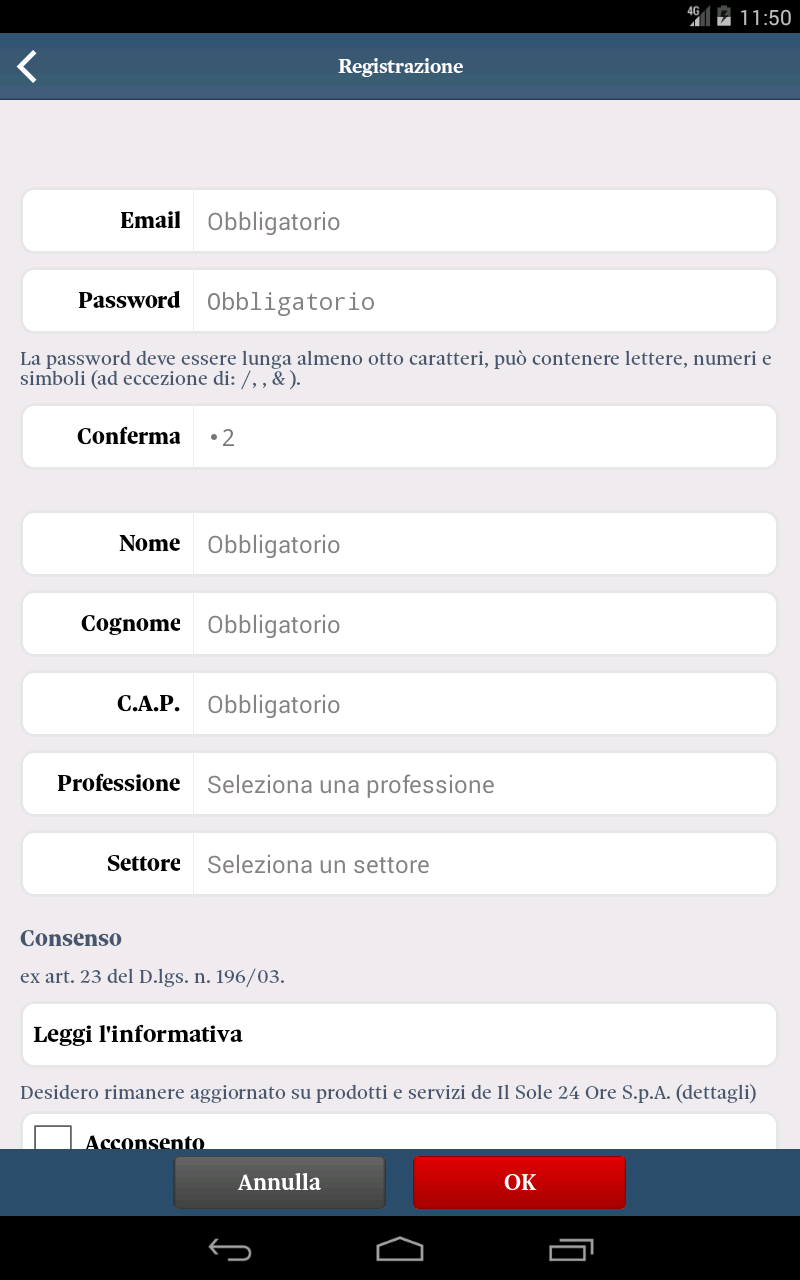 4G 11:50
Registrazione
Email Obbligatorio
Password Obbligatorio
La password deve essere lunga almeno otto caratteri, può contenere lettere, numeri e
simboli (ad eccezione di: /, , & ).
Conferma •2
Nome Obbligatorio
Cognome Obbligatorio
C.A.P. Obbligatorio
Professione Seleziona una professione
Settore Seleziona un settore
Consenso
ex art. 23 del D.lgs. n. 196/03.
Leggi l'informativa
Desidero rimanere aggiornato su prodotti e servizi de Il Sole 24 Ore S.p.A. (dettagli)
Acconsento
Annulla OK